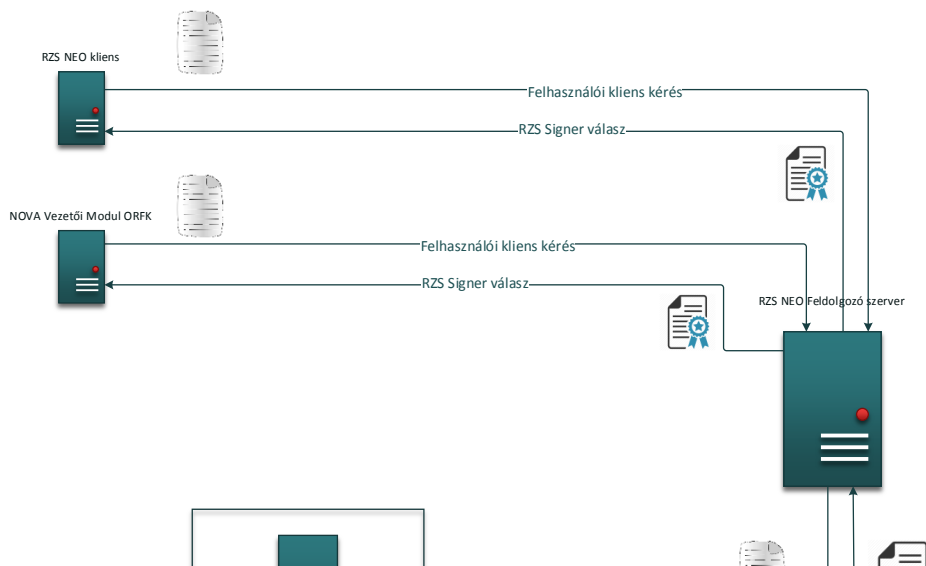 RZS NEO kliens
Felhasználói kliens kérés
RZS Signer válasz
NOVA Vezetői Modul ORFK
Felhasználói kliens kérés
RZS Signer válasz
RZS NEO Feldolgozó szerver